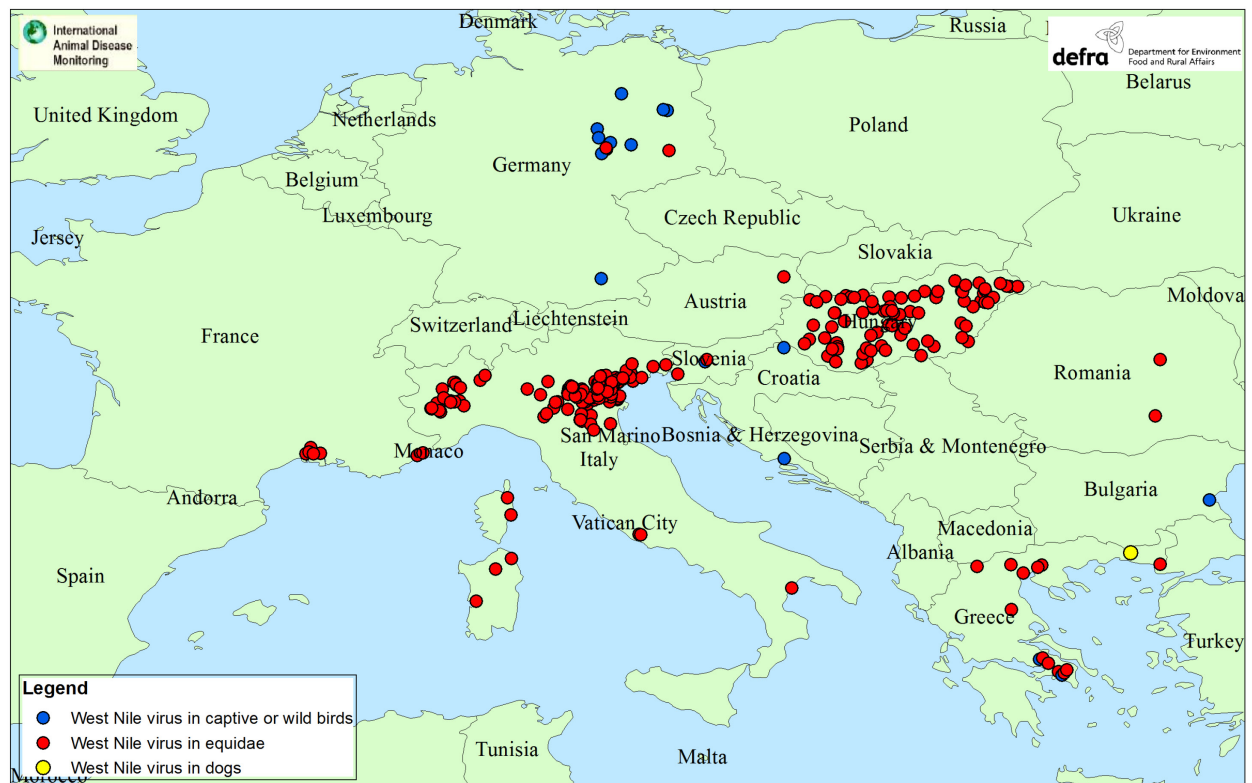 International
Animal Disease
Monitoring
Denmark
Russia
defra
Department for Environment
Food and Rural Affairs
Belarus
United Kingdom
Netherlands
Poland
Germany
Belgium
Luxembourg
Czech Republic
Ukraine
Jersey
Slovakia
Moldova
Austria
Switzerland
Liechtenstein
Hungary
France
Slovenia
Croatia
Romania
San Marino
Bosnia & Herzegovina
Serbia & Montenegro
Monaco
Italy
Andorra
Bulgaria
Vatican City
Macedonia
Albania
Spain
Greece
Turkey
Legend
West Nile virus in captive or wild birds
West Nile virus in equidae
West Nile virus in dogs
Tunisia
Malta
Morocco